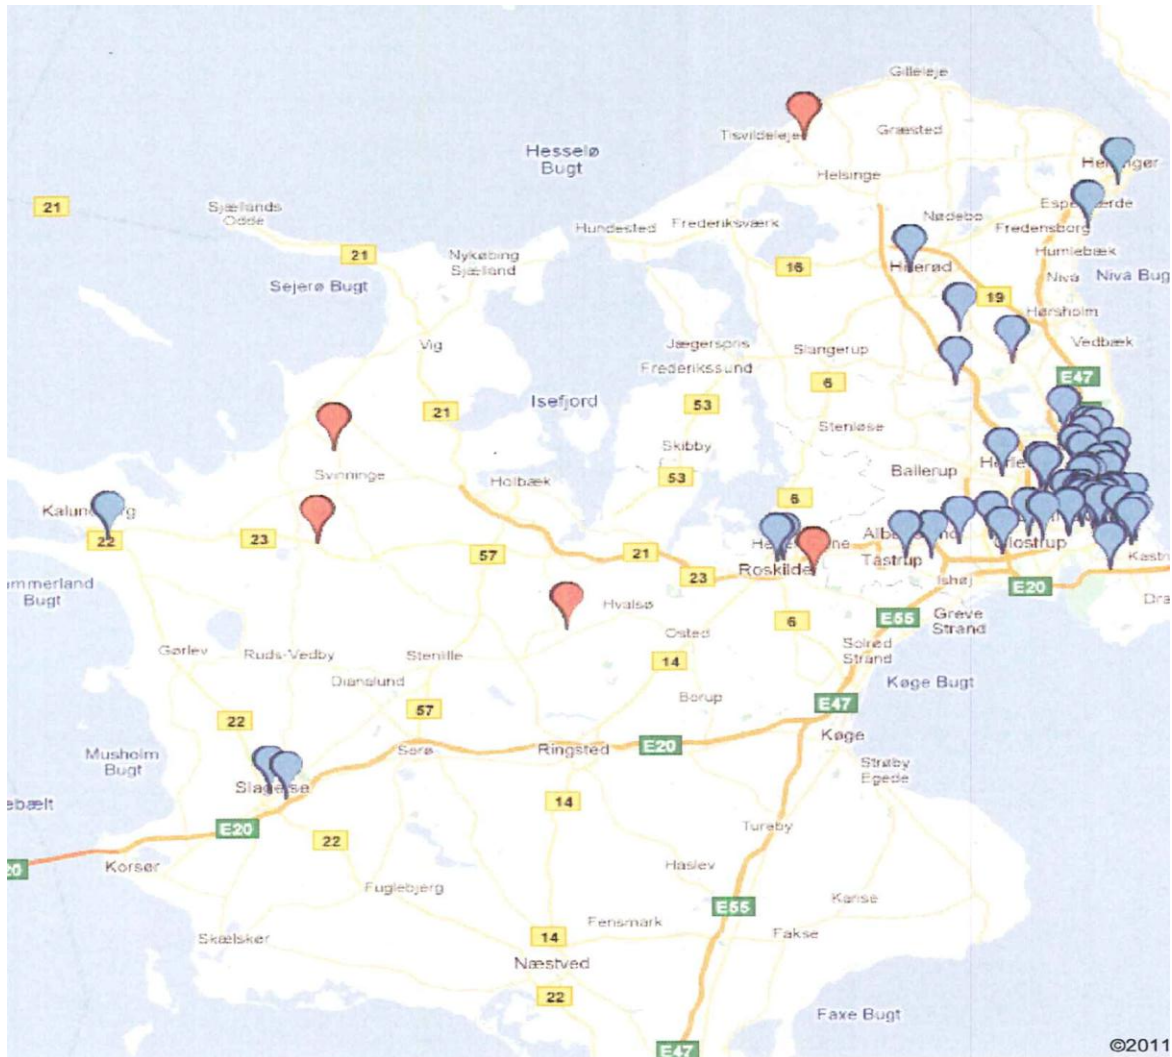 Gilleleje
Tisvildeleje
Græsted
Hesselø
Bugt
Helsinge
21
Sjællands
Odde
Hundested
Frederiksværk
Nødebo
Fredensborg
21
Nykøbing
Sjælland
16
Humlebæk
Sejerø Bugt
Nivå
19
Hørsholm
Vig
Jægerspris
Slangerup
Vedbæk
Frederikssund
6
E47
Isefjord
53
21
Stenløse
Skibby
Svinninge
Holbæk
53
Ballerup
6
22
23
57
21
23
Roskilde
Tåstrup
Glostrup
Ishøj
E20
Hvalsø
6
E55
Greve
Strand
Osted
Solrød
Strand
Gørlev
Ruds-Vedby
Stenlille
14
Køge Bugt
Dianalund
Borup
22
57
E47
Musholm
Bugt
Sorø
Ringsted
E20
Køge
Strøby
Egede
14
E20
22
Tureby
Korsør
Haslev
Fuglebjerg
E55
Karise
Fensmark
Skælskør
14
Fakse
Næstved
22
Faxe Bugt
E47
©2011